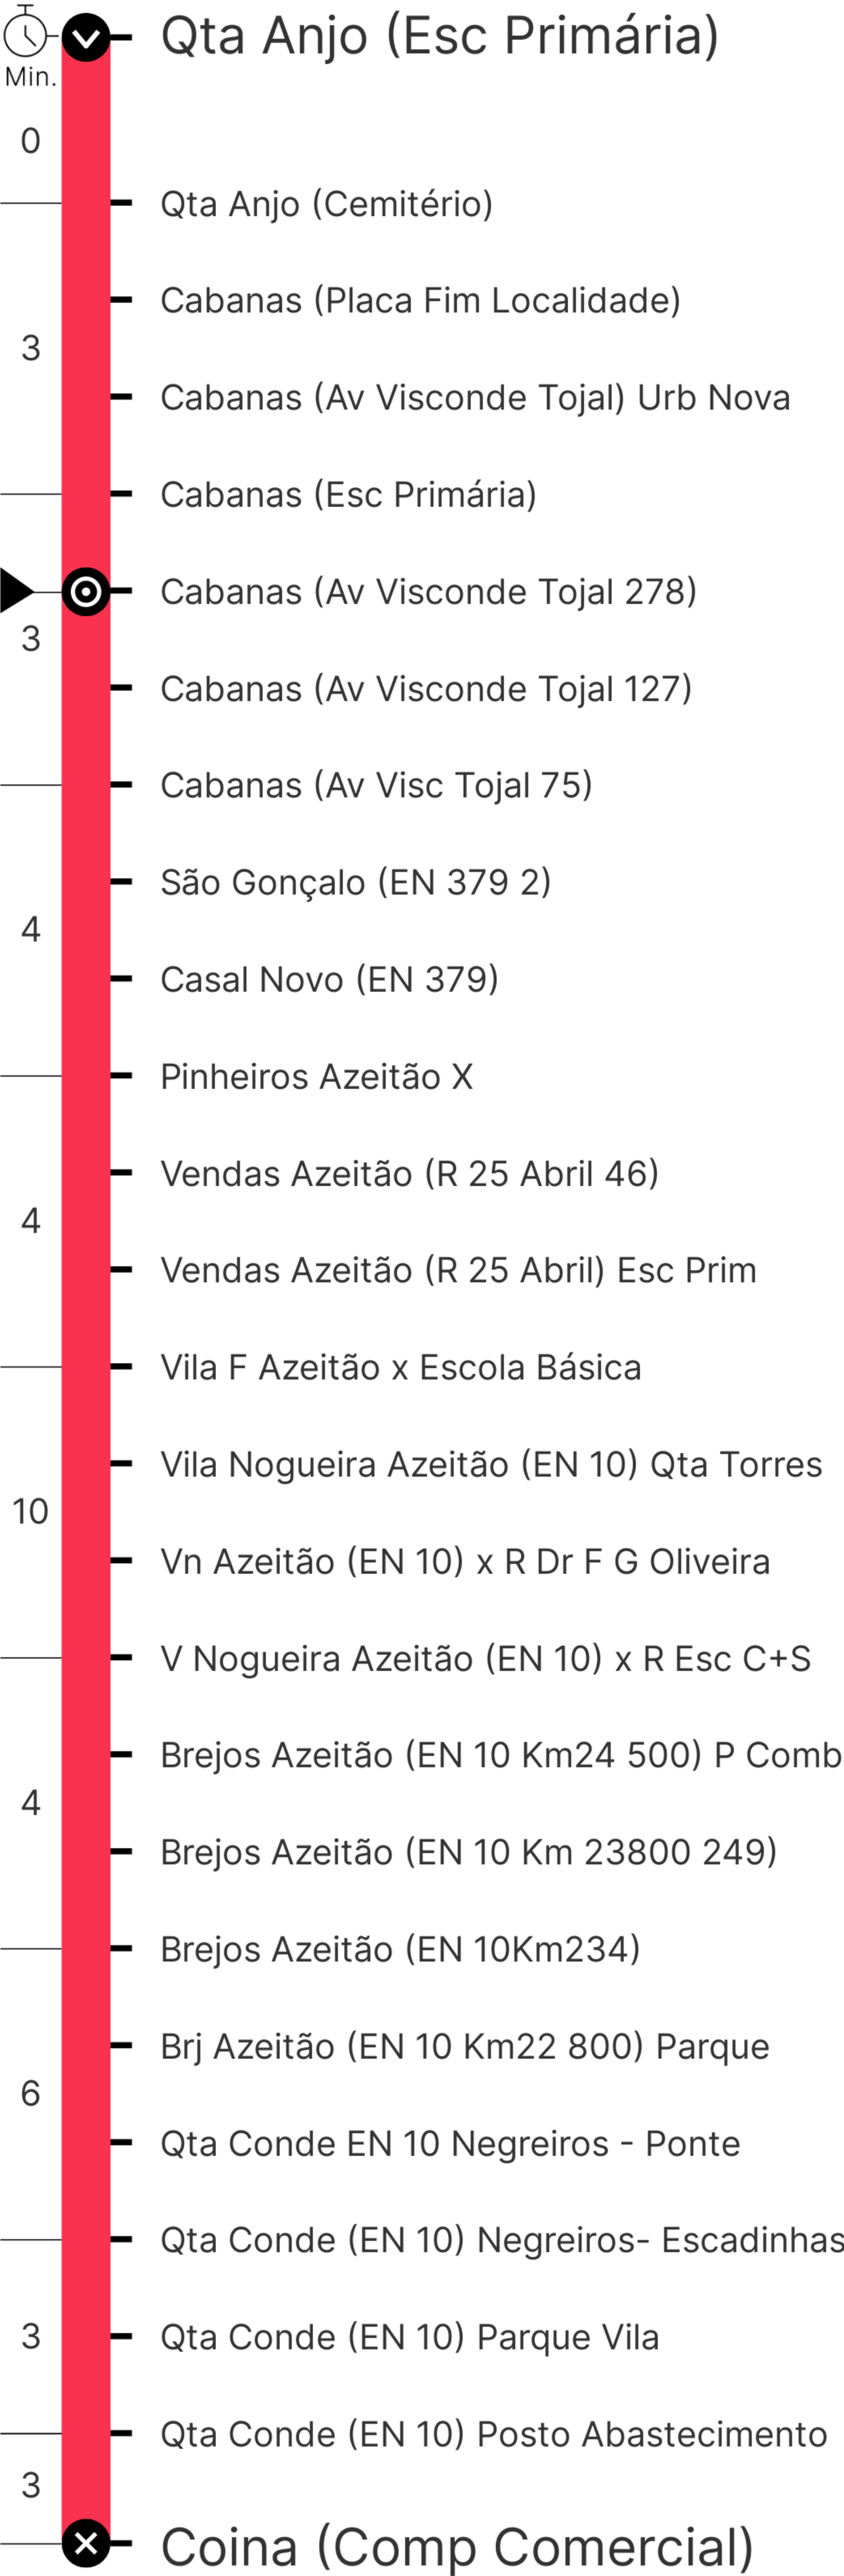 Qta Anjo (Esc Primária)
Min.
0
Qta Anjo (Cemitério)
Cabanas (Placa Fim Localidade)
3
Cabanas (Av Visconde Tojal) Urb Nova
Cabanas (Esc Primária)
Cabanas (Av Visconde Tojal 278)
3
Cabanas (Av Visconde Tojal 127)
Cabanas (Av Visc Tojal 75)
São Gonçalo (EN 379 2)
4
Casal Novo (EN 379)
Pinheiros Azeitão X
Vendas Azeitão (R 25 Abril 46)
4
Vendas Azeitão (R 25 Abril) Esc Prim
Vila F Azeitão x Escola Básica
Vila Nogueira Azeitão (EN 10) Qta Torres
10
Vn Azeitão (EN 10) x R Dr F G Oliveira
V Nogueira Azeitão (EN 10) x R Esc C+S
Brejos Azeitão (EN 10 Km24 500) P Comb
4
Brejos Azeitão (EN 10 Km 23800 249)
Brejos Azeitão (EN 10Km234)
Brj Azeitão (EN 10 Km22 800) Parque
6
Qta Conde EN 10 Negreiros - Ponte
Qta Conde (EN 10) Negreiros- Escadinhas
3
Qta Conde (EN 10) Parque Vila
Qta Conde (EN 10) Posto Abastecimento
3
Coina (Comp Comercial)